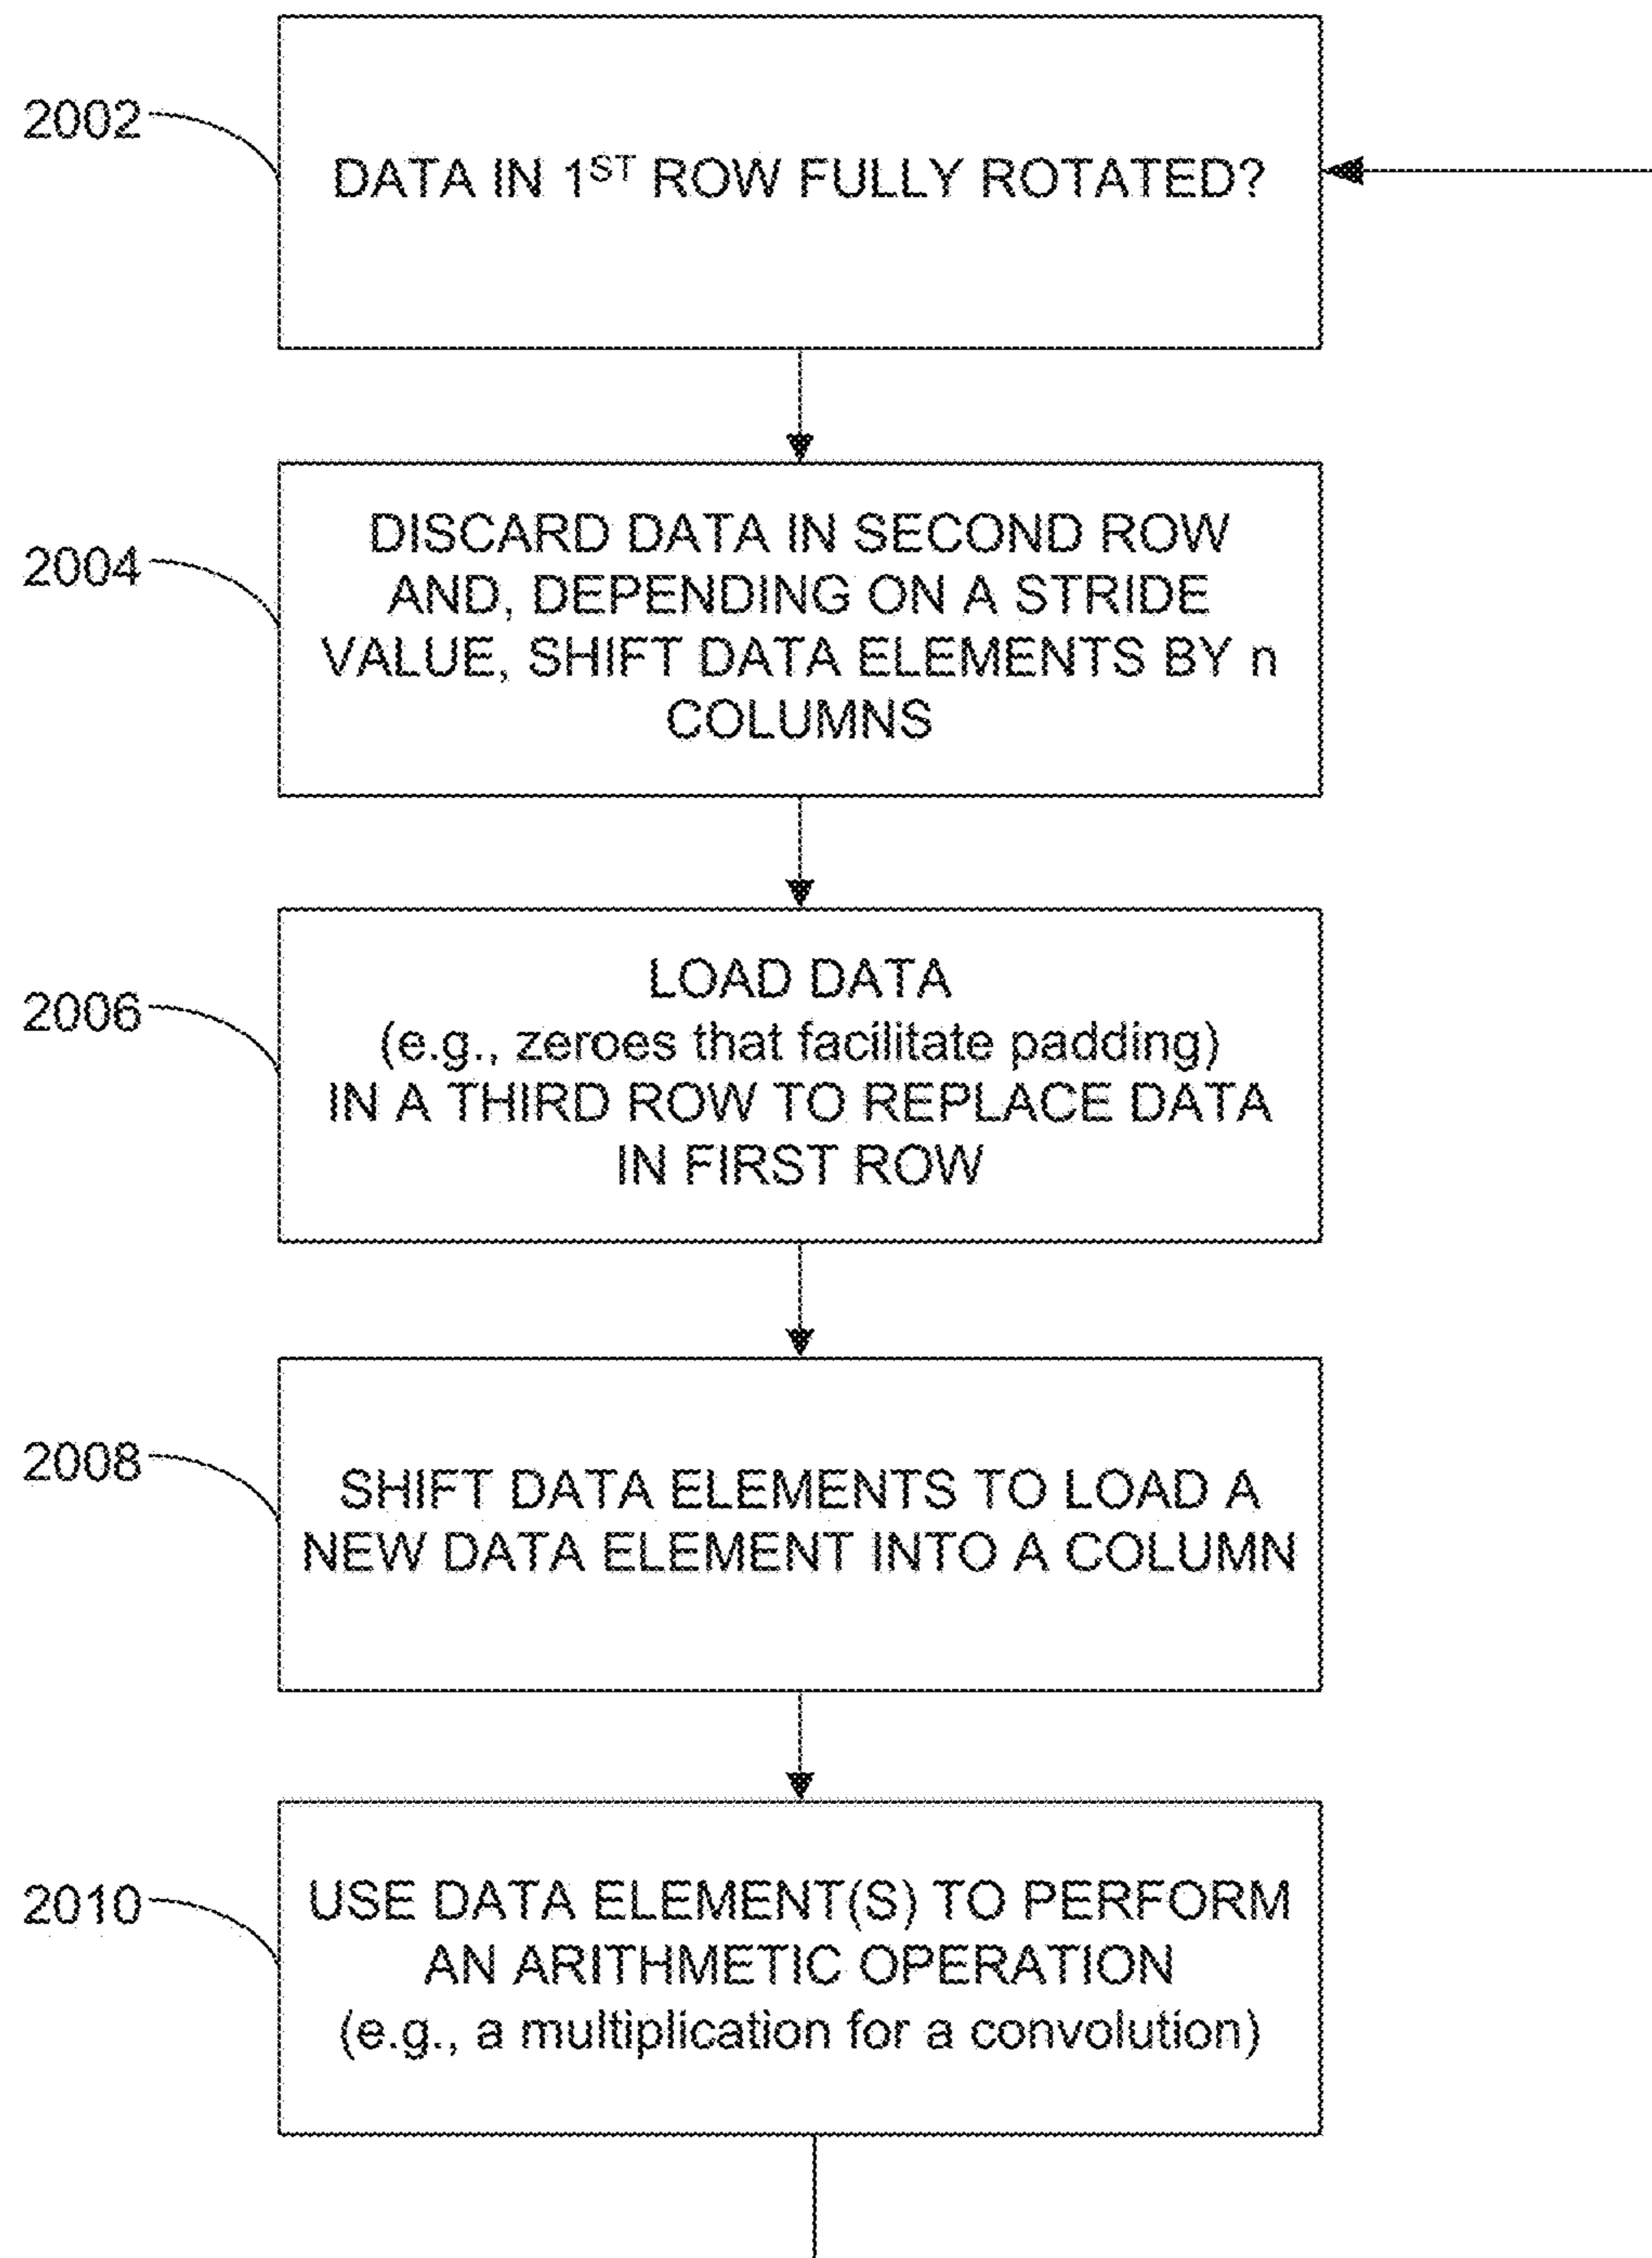 2002
DATA IN 1ST ROW FULLY ROTATED?
2004
DISCARD DATA IN SECOND ROW
AND, DEPENDING ON A STRIDE
VALUE, SHIFT DATA ELEMENTS BY n
COLUMNS
2006
LOAD DATA
(e.g., zeroes that facilitate padding)
IN A THIRD ROW TO REPLACE DATA
IN FIRST ROW
2008
SHIFT DATA ELEMENTS TO LOAD A
NEW DATA ELEMENT INTO A COLUMN
2010
USE DATA ELEMENT(S) TO PERFORM
AN ARITHMETIC OPERATION
(e.g., a multiplication for a convolution)